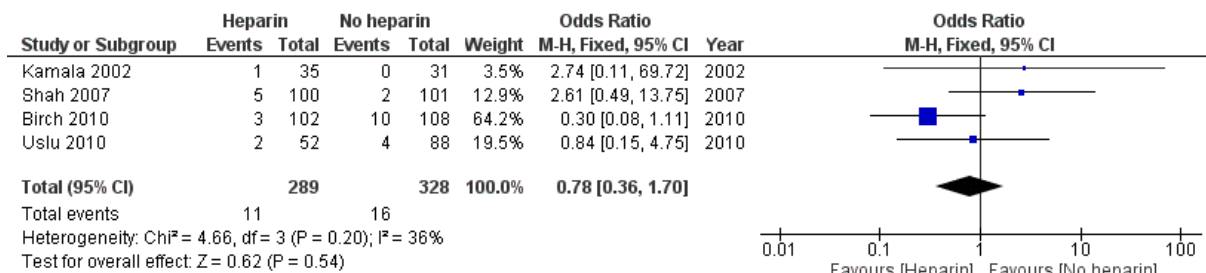 Heparin No heparin Odds Ratio Odds Ratio
Study or Subgroup Events Total Events Total Weight M-H, Fixed, 95% CI Year M-H, Fixed, 95% CI
Kamala 2002 1 35 0 31 3.5% 2.74 [0.11, 69.72] 2002
Shah 2007 5 100 2 101 12.9% 2.61 [0.49, 13.75] 2007
Birch 2010 3 102 10 108 64.2% 0.30 [0.08, 1.11] 2010
Uslu 2010 2 52 4 88 19.5% 0.84 [0.15, 4.75] 2010
Total (95% CI) 289 328 100.0% 0.78 [0.36, 1.70]
Total events 11 16
Heterogeneity: Chi² = 4.66, df = 3 (P = 0.20); I² = 36%
Test for overall effect: Z = 0.62 (P = 0.54)
0.01 0.1 1 10 100
Favours [Heparin] Favours [No heparin]